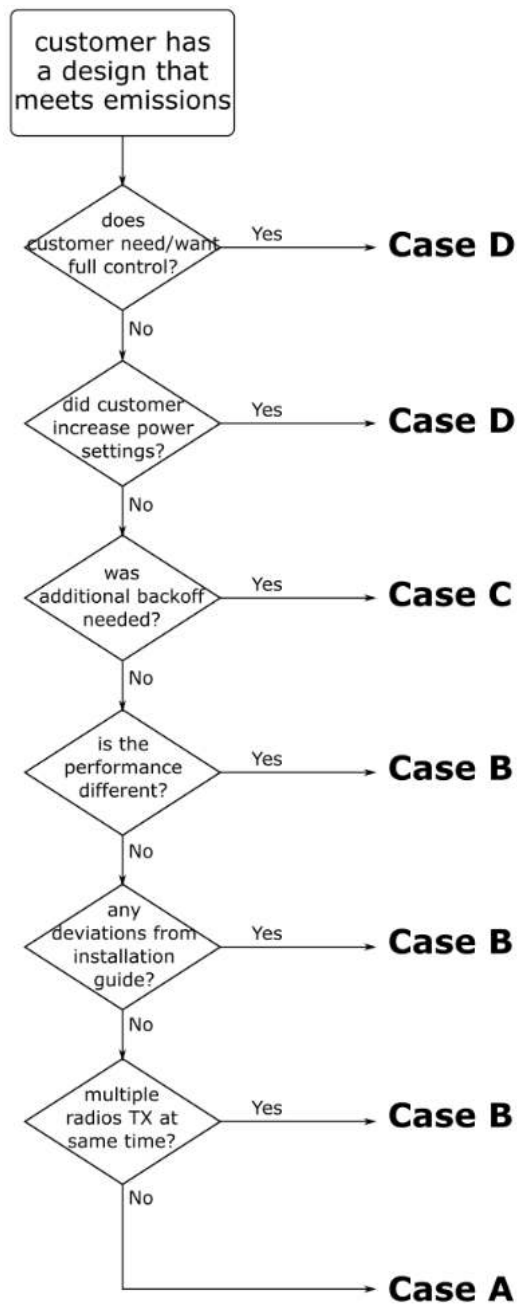 customer has
a design that
meets emissions
does
customer need/want
full control?
Yes
Case D
No
did customer
increase power
settings?
Yes
Case D
No
was
additional backoff
needed?
Yes
Case C
No
is the
performance
different?
Yes
Case B
No
any
deviations from
installation
guide?
Yes
Case B
No
multiple
radios TX at
same time?
Yes
Case B
No
Case A